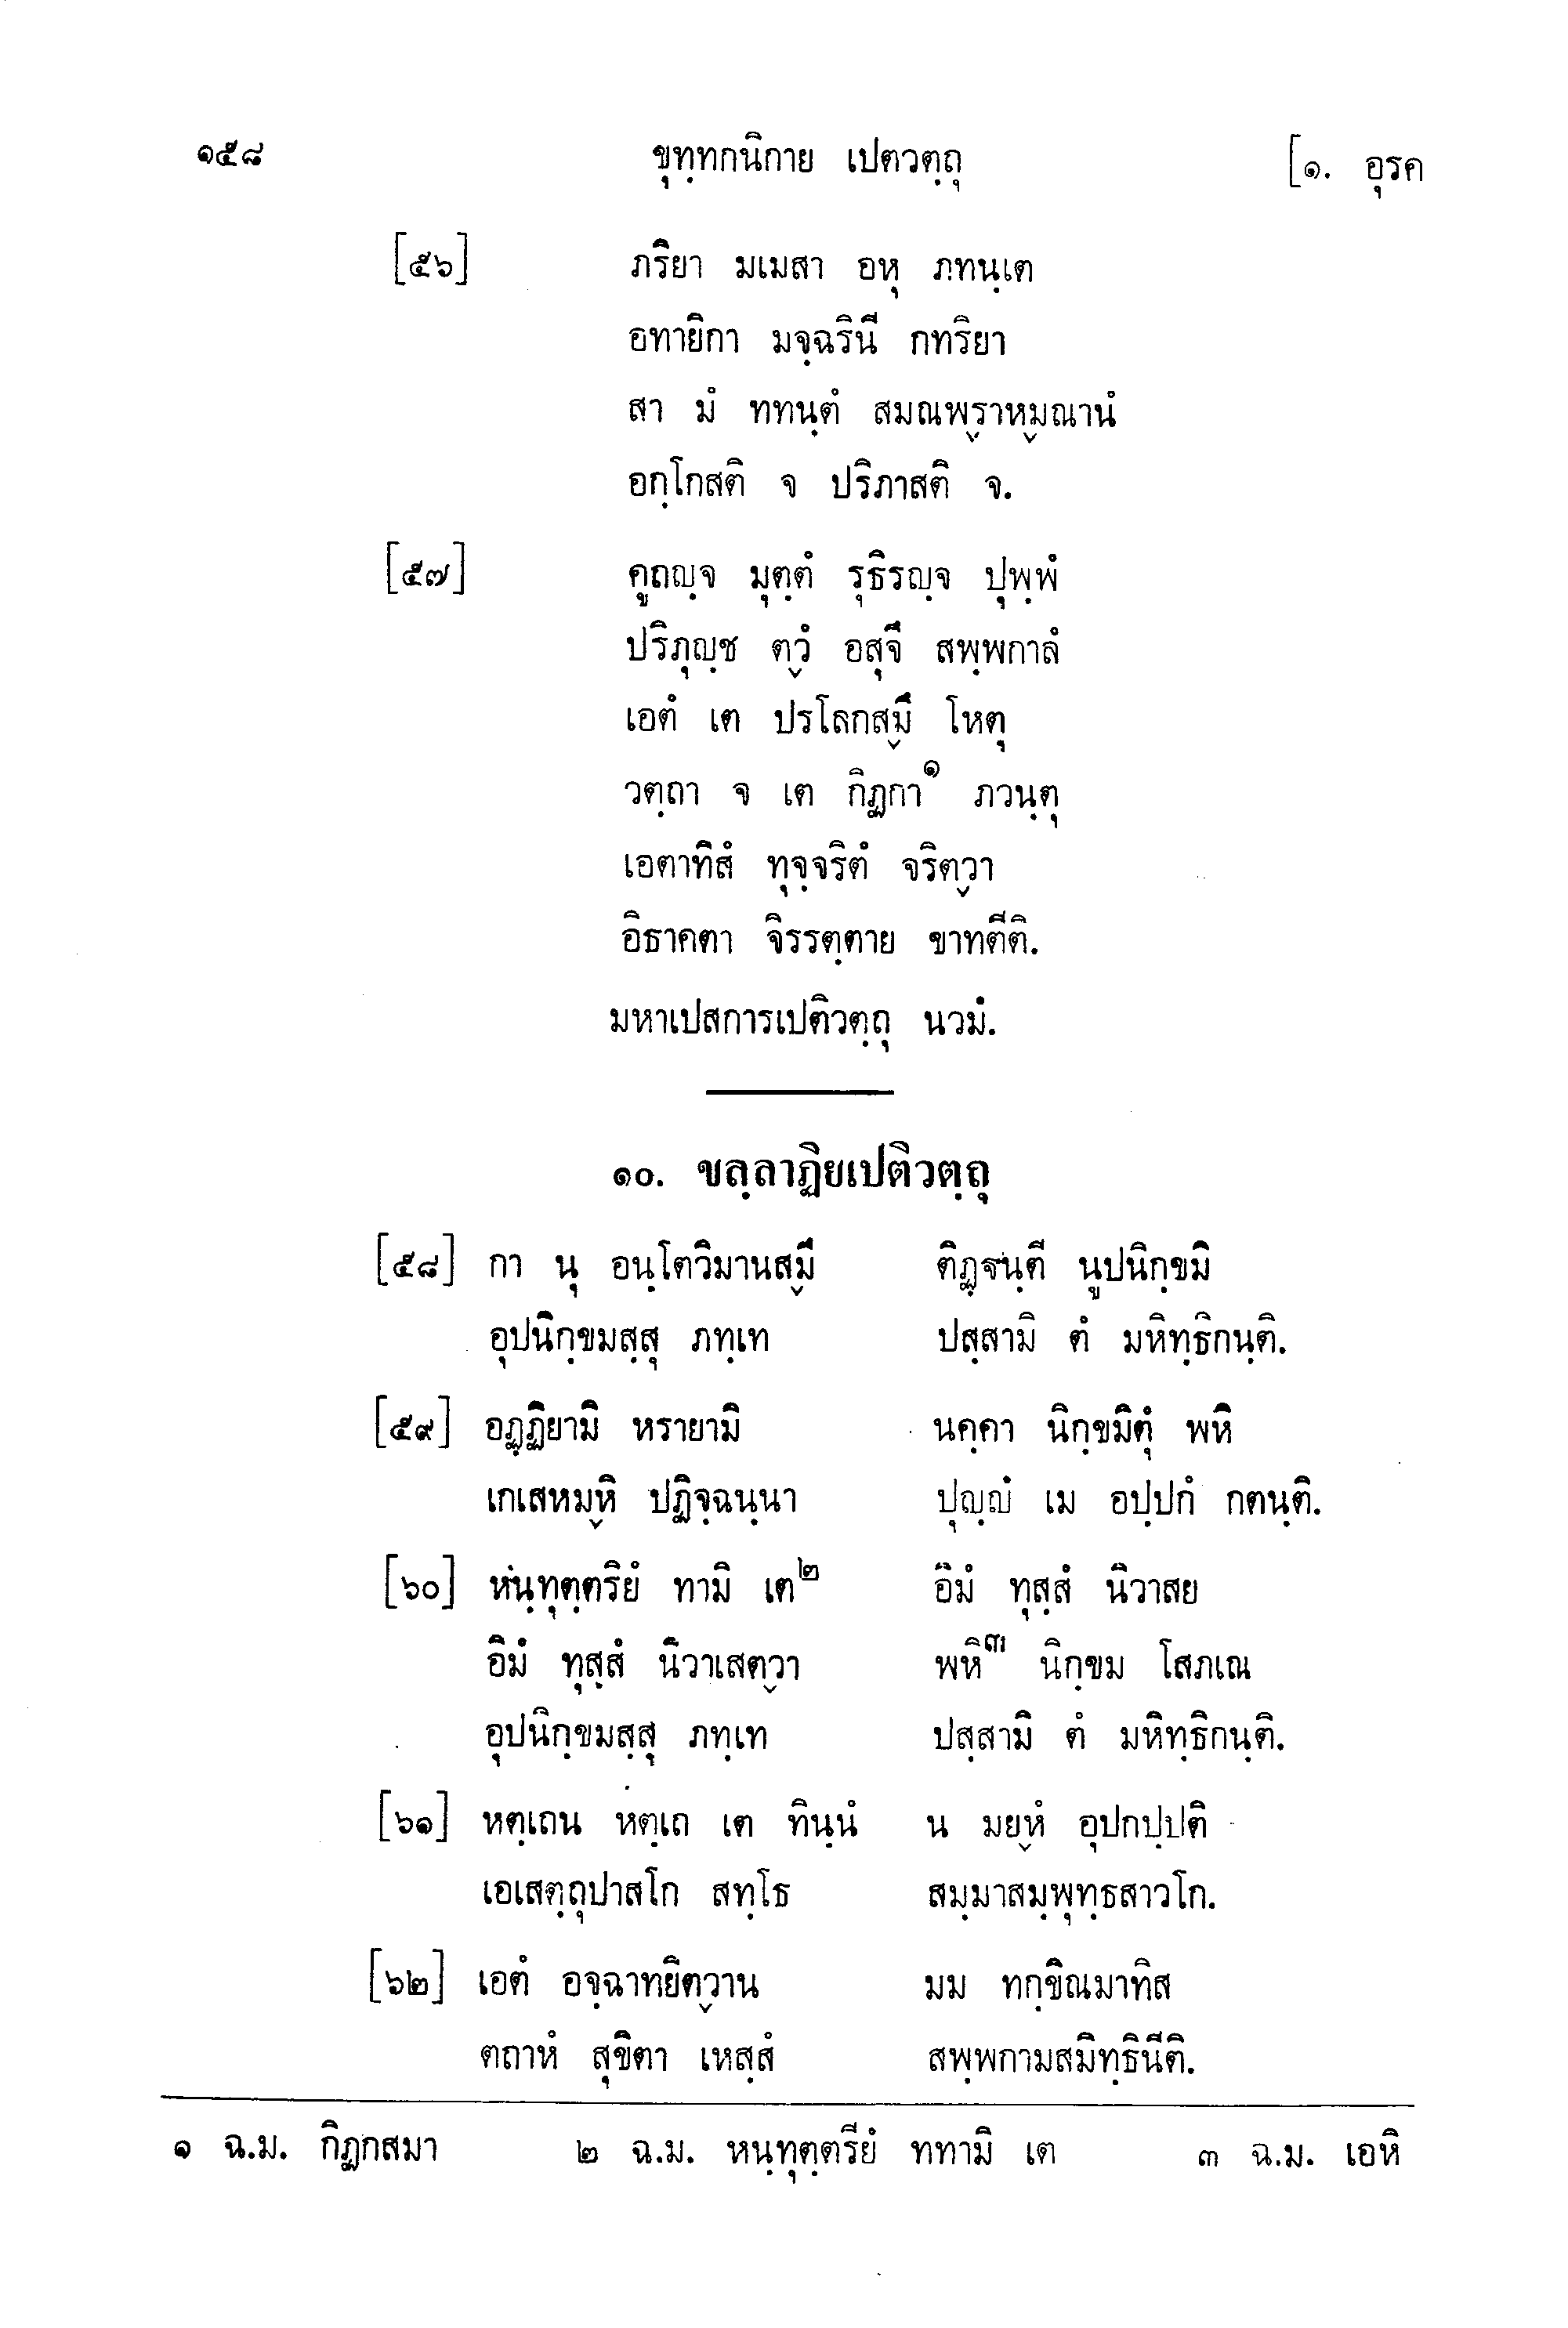 ๑๕๘ ขุทฺทกนิกาย เปตวตฺถุ [๑. อุรค
[๕๖] ภริยา มเมสา อหุ ภทนฺเต
อทายิกา มจฺฉรินี กทริยา
สา มํ ททนฺตํ สมณพฺราหฺมณานํ
อกฺโกสติ จ ปริภาสติ จ.
[๕๗] คูถญฺจ มุตฺตํ รุธิรญฺจ ปุพฺพํ
ปริภุญฺช ตฺวํ อสุจึ สพฺพกาลํ
เอตํ เต ปรโลกสฺมึ โหตุ
วตฺถา จ เต กิฏกา๑ ภวนฺตุ
เอตาทิสํ ทุจฺจริตํ จริตฺวา
อิธาคตา จิรรตฺตาย ขาทตีติ.
มหาเปสการเปติวตฺถุ นวมํ.
๑๐. ขลฺลาฏิยเปติวตฺถุ
[๕๘] กา นุ อนฺโตวิมานสฺมึ ติฏฺฐนฺตี นูปนิกฺขมิ
อุปนิกฺขมสฺสุ ภทฺเท ปสฺสามิ ตํ มหิทฺธิกนฺติ.
[๕๙] อฏฺฏิยามิ หรายามิ นคฺคา นิกฺขมิตุํ พหิ
เกเสหมฺหิ ปฏิจฺฉนฺนา ปุญฺญํ เม อปฺปกํ กตนฺติ.
[๖๐] หนฺทุตฺตริยํ ทามิ เต๒ อิมํ ทุสฺสํ นิวาสย
อิมํ ทุสฺสํ นิวาเสตฺวา พหิ๓ นิกฺขม โสภเณ
อุปนิกฺขมสฺสุ ภทฺเท ปสฺสามิ ตํ มหิทฺธิกนฺติ.
[๖๑] หตฺเถน หตฺเถ เต ทินฺนํ น มยฺหํ อุปกปฺปติ
เอเสตฺถุปาสโก สทฺโธ สมฺมาสมฺพุทฺธสาวโก.
[๖๒] เอตํ อจฺฉาทยิตฺวาน มม ทกฺขิณมาทิส
ตถาหํ สุขิตา เหสฺสํ สพฺพกามสมิทฺธินีติ.
๑ ฉ.ม. กิฏกสมา ๒ ฉ.ม. หนฺทุตฺตรียํ ททามิ เต ๓ ฉ.ม. เอหิ